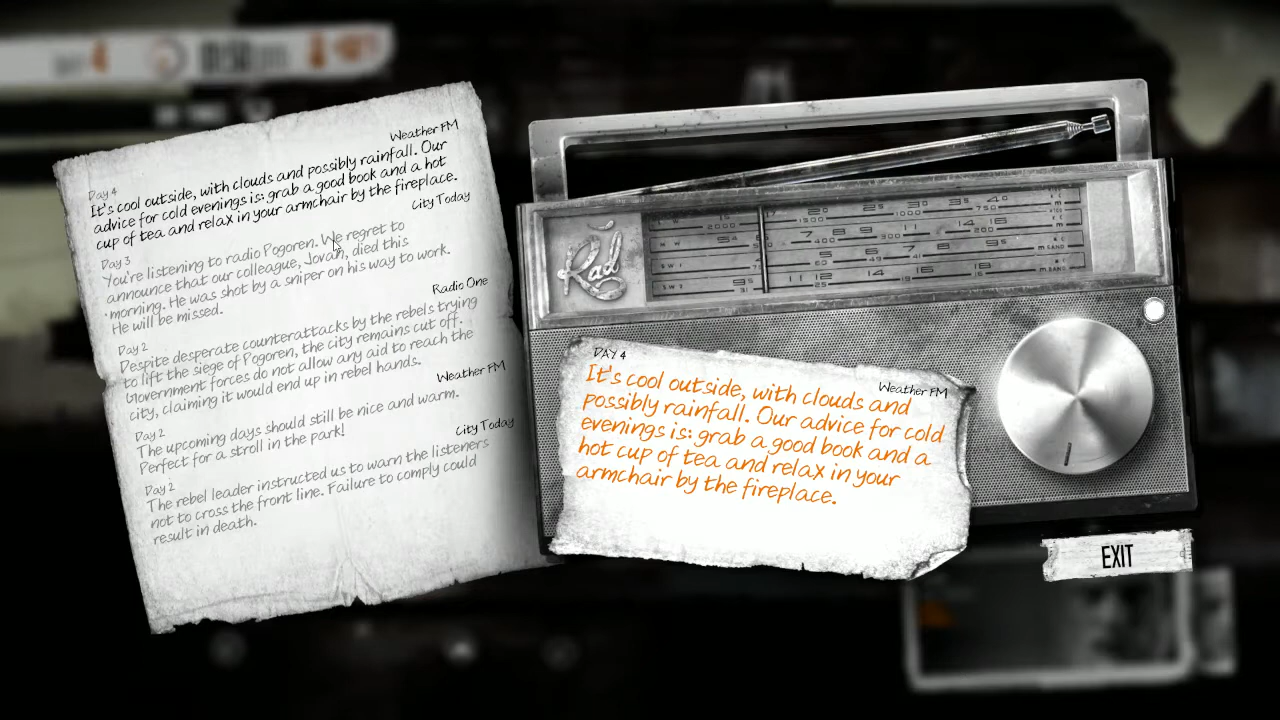 Weather FM
Day 4
It's cool outside, with clouds and possibly rainfall. Our
advice for cold evenings is: grab a good book and a hot
cup of tea and relax in your armchair by the fireplace.
City Today
Day 3
You're listening to radio Pogoren. We regret to
announce that our colleague, Jovan, died this
morning. He was shot by a sniper on his way to work.
He will be missed.
Radio One
Day 2
Despite desperate counterattacks by the rebels trying
to lift the siege of Pogoren, the city remains cut off.
Government forces do not allow any aid to reach the
city, claiming it would end up in rebel hands.
Weather FM
Day 2
The upcoming days should still be nice and warm.
Perfect for a stroll in the park!
City Today
Day 2
The rebel leader instructed us to warn the listeners
not to cross the front line. Failure to comply could
result in death.
Rad
DAY 4
Weather FM
It's cool outside, with clouds and
possibly rainfall. Our advice for cold
evenings is: grab a good book and a
hot cup of tea and relax in your
armchair by the fireplace.
EXIT